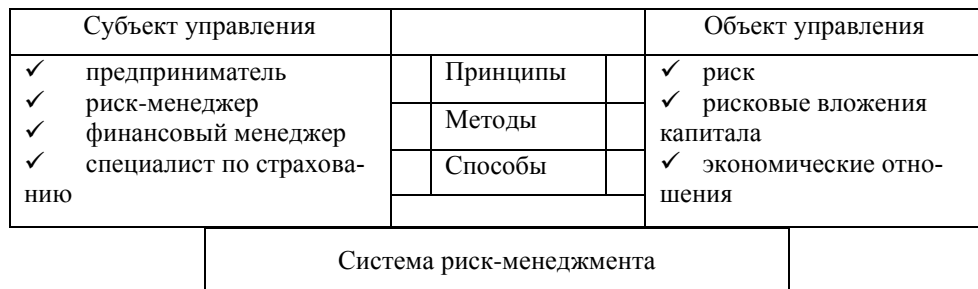 Субъект управления
Объект управления
✓ предприниматель
✓ риск-менеджер
✓ финансовый менеджер
✓ специалист по страхова-
нию
Принципы
Методы
Способы
✓ риск
✓ рисковые вложения
капитала
✓ экономические отно-
шения
Система риск-менеджмента